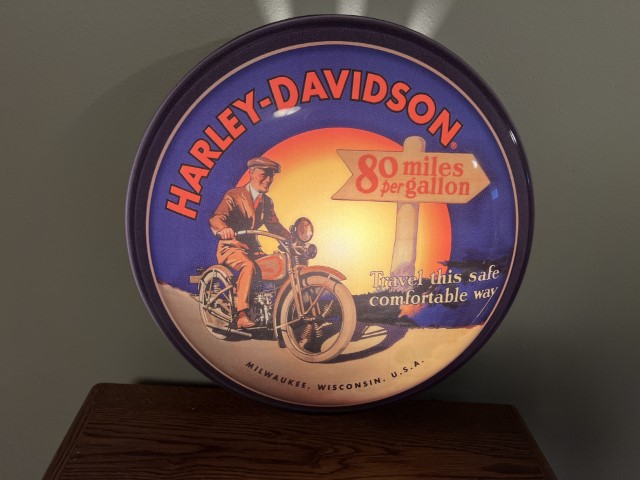 HARLEY-DAVIDSON®
80 miles
per gallon
Travel this safe
comfortable way
MILWAUKEE, WISCONSIN, U.S.A.